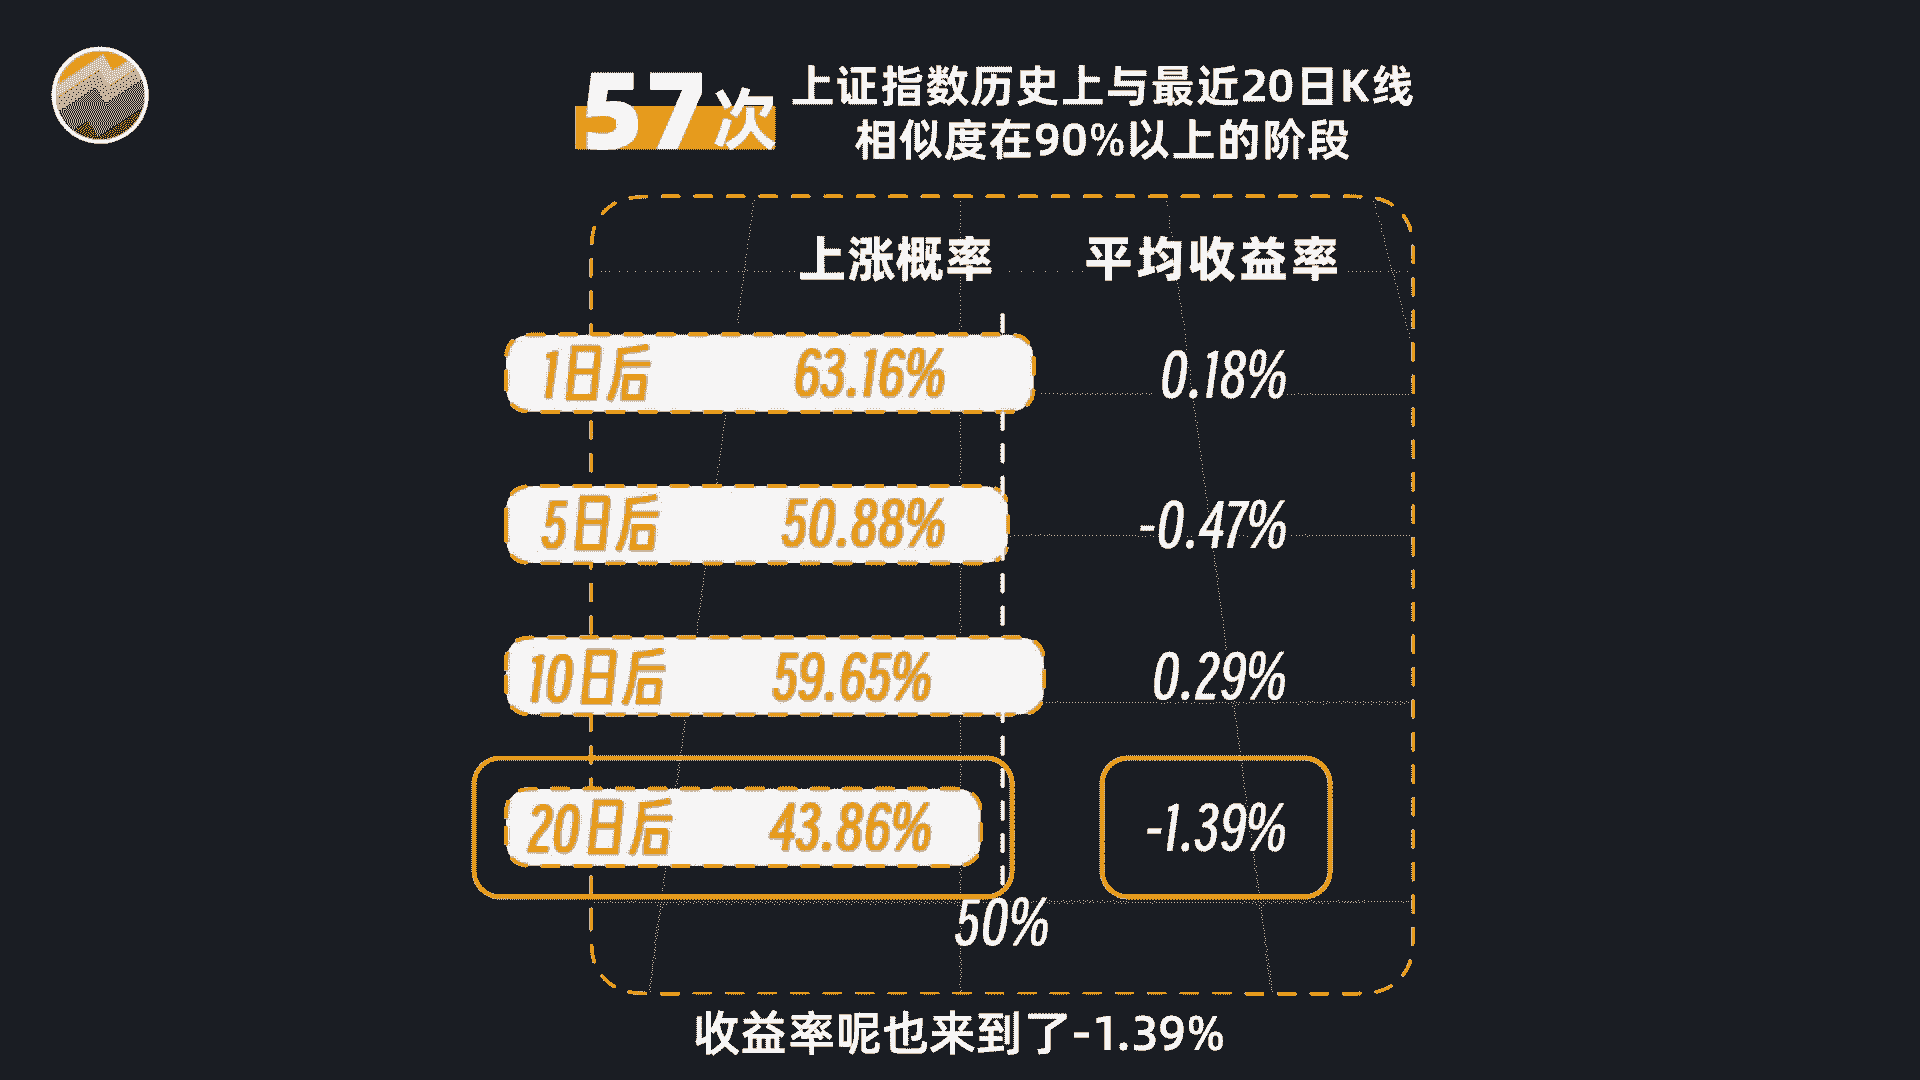 57次
上证指数历史上与最近20日K线
相似度在90%以上的阶段
上涨概率 平均收益率
1日后 63.16% 0.18%
5日后 50.88% -0.47%
10日后 59.65% 0.29%
20日后 43.86% -1.39%
50%
收益率呢也来到了-1.39%